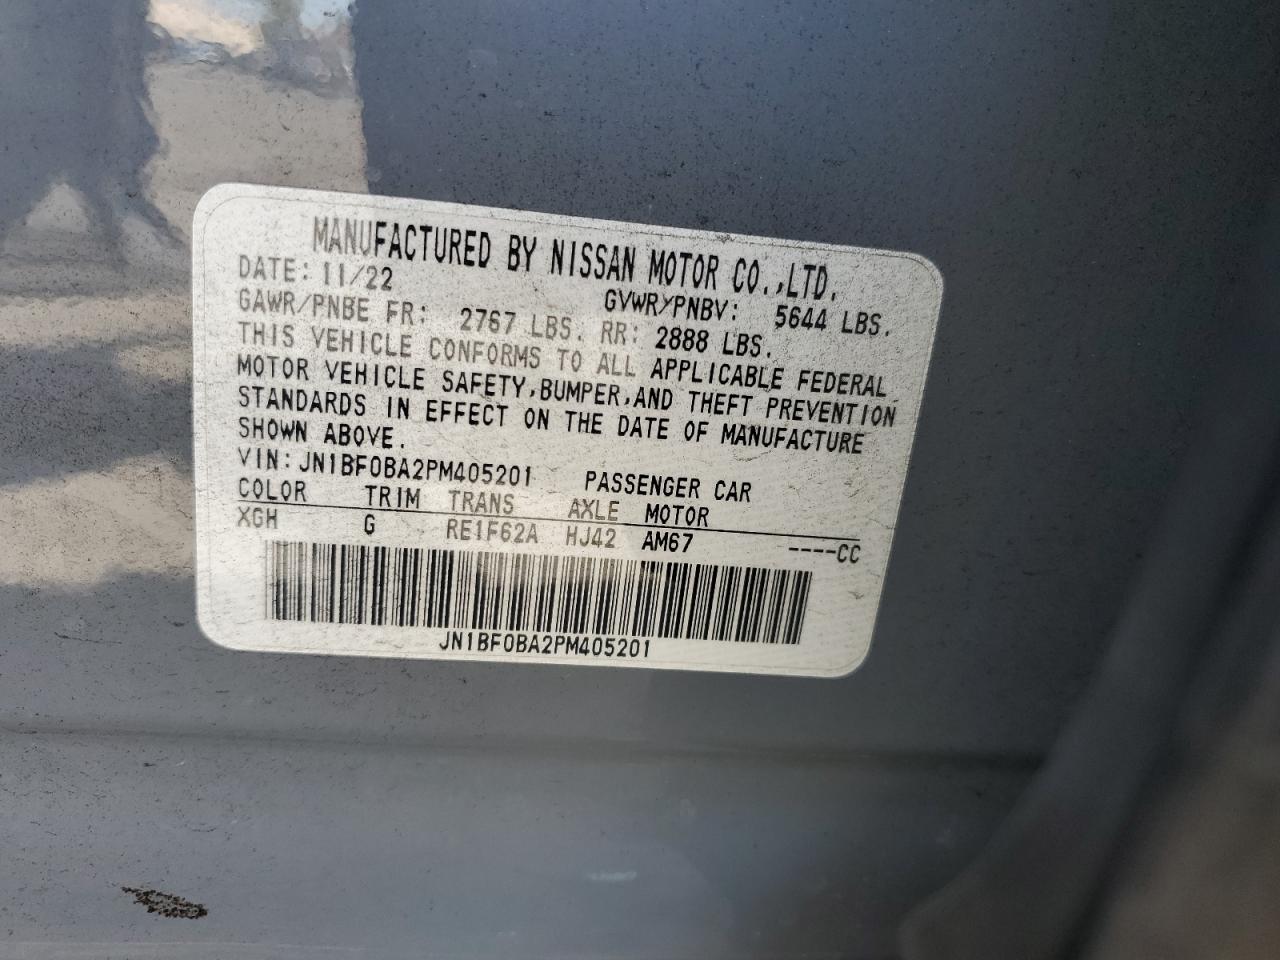 MANUFACTURED BY NISSAN MOTOR CO.,LTD.
DATE: 11/22 GVWR/PNBV: 5644 LBS.
GAWR/PNBE FR: 2767 LBS. RR: 2888 LBS.
THIS VEHICLE CONFORMS TO ALL APPLICABLE FEDERAL
MOTOR VEHICLE SAFETY,BUMPER,AND THEFT PREVENTION
STANDARDS IN EFFECT ON THE DATE OF MANUFACTURE
SHOWN ABOVE.
VIN: JN1BF0BA2PM405201 PASSENGER CAR
COLOR TRIM TRANS AXLE MOTOR
XGH G RE1F62A HJ42 AM67 ----CC
JN1BF0BA2PM405201